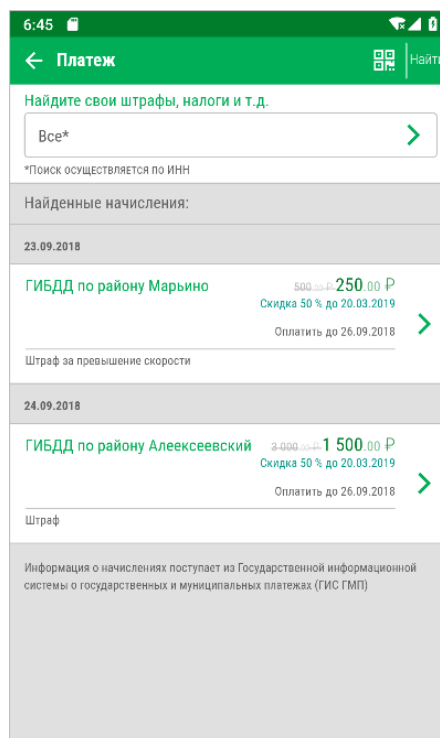 6:45
Платеж
Найти
Найдите свои штрафы, налоги и т.д.
Все*
*Поиск осуществляется по ИНН
Найденные начисления:
23.09.2018
ГИБДД по району Марьино 500.00 ₽ 250.00 ₽
Скидка 50 % до 20.03.2019
Оплатить до 26.09.2018
Штраф за превышение скорости
24.09.2018
ГИБДД по району Алеексеевский 3 000.00 ₽ 1 500.00 ₽
Скидка 50 % до 20.03.2019
Оплатить до 26.09.2018
Штраф
Информация о начислениях поступает из Государственной информационной
системы о государственных и муниципальных платежах (ГИС ГМП)